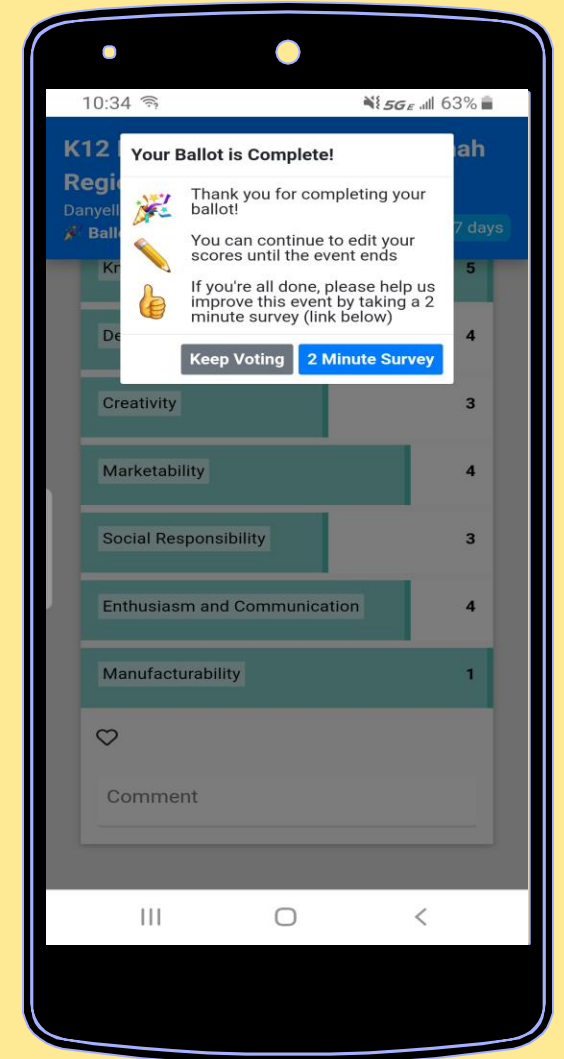 10:34 5G E 63%
K12 ah
Regi
Danyell
Ball 7 days
Your Ballot is Complete!
Thank you for completing your
ballot!
You can continue to edit your
scores until the event ends
If you're all done, please help us
improve this event by taking a 2
minute survey (link below)
Keep Voting 2 Minute Survey
Kn 5
De 4
Creativity 3
Marketability 4
Social Responsibility 3
Enthusiasm and Communication 4
Manufacturability 1
Comment